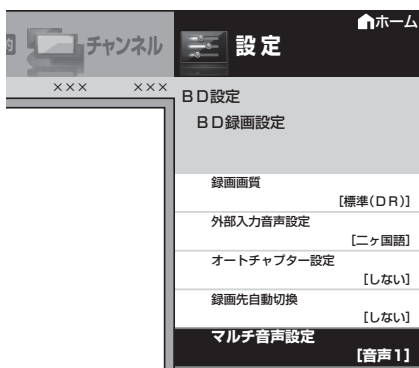 ホーム
チャンネル
設定
××× ×××
BD設定
BD録画設定
録画画質
[標準(DR)]
外部入力音声設定
[二ヶ国語]
オートチャプター設定
[しない]
録画先自動切換
[しない]
マルチ音声設定
[音声1]